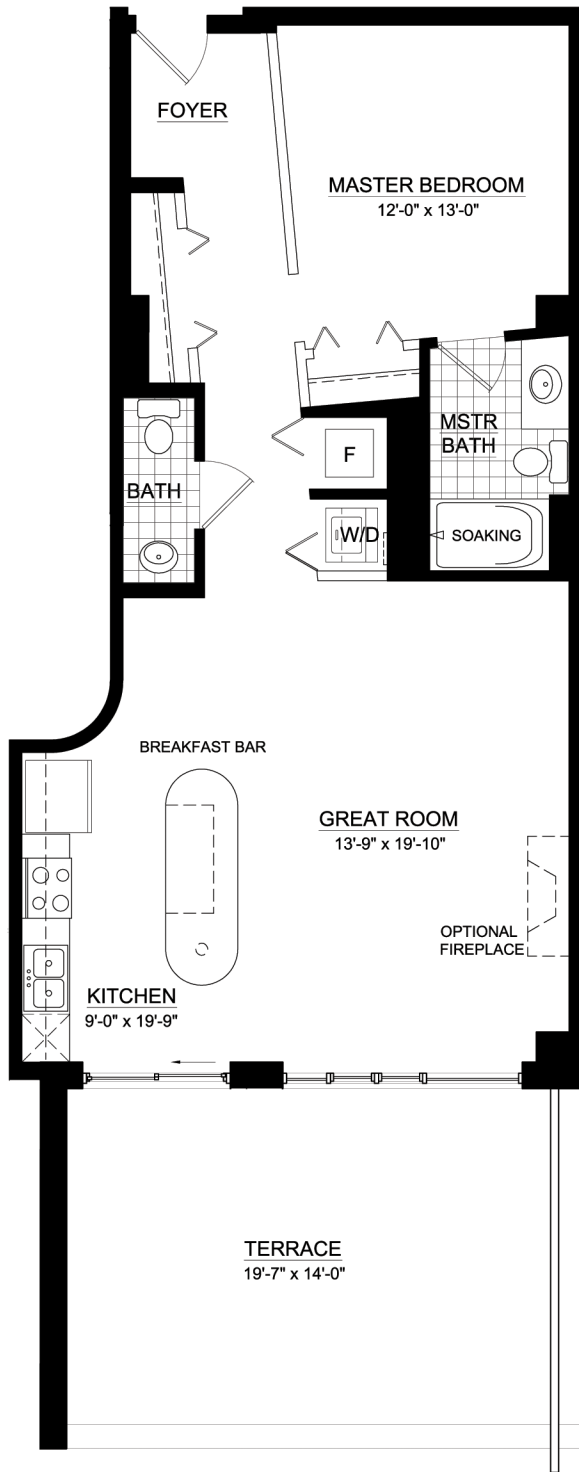 FOYER
MASTER BEDROOM
12'-0" x 13'-0"
MSTR
BATH
F
BATH
W/D
SOAKING
BREAKFAST BAR
GREAT ROOM
13'-9" x 19'-10"
OPTIONAL
FIREPLACE
KITCHEN
9'-0" x 19'-9"
TERRACE
19'-7" x 14'-0"